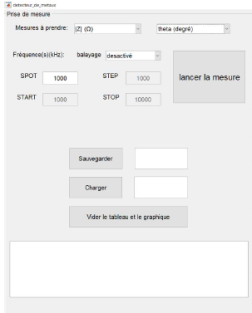 detecteur_de_metaux
Prise de mesure
Mesures à prendre: |Z| (Ω) theta (degré)
Fréquence(s)(kHz): balayage desactivé
SPOT 1000 STEP 1000 lancer la mesure
START 1000 STOP 10000
Sauvegarder
Charger
Vider le tableau et le graphique